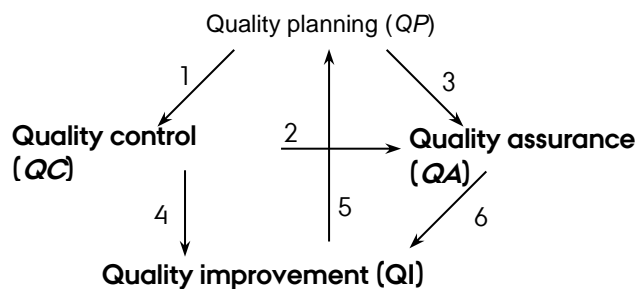 Quality planning (QP)
1
3
Quality control
(QC)
2
Quality assurance
(QA)
4
5
6
Quality improvement (QI)